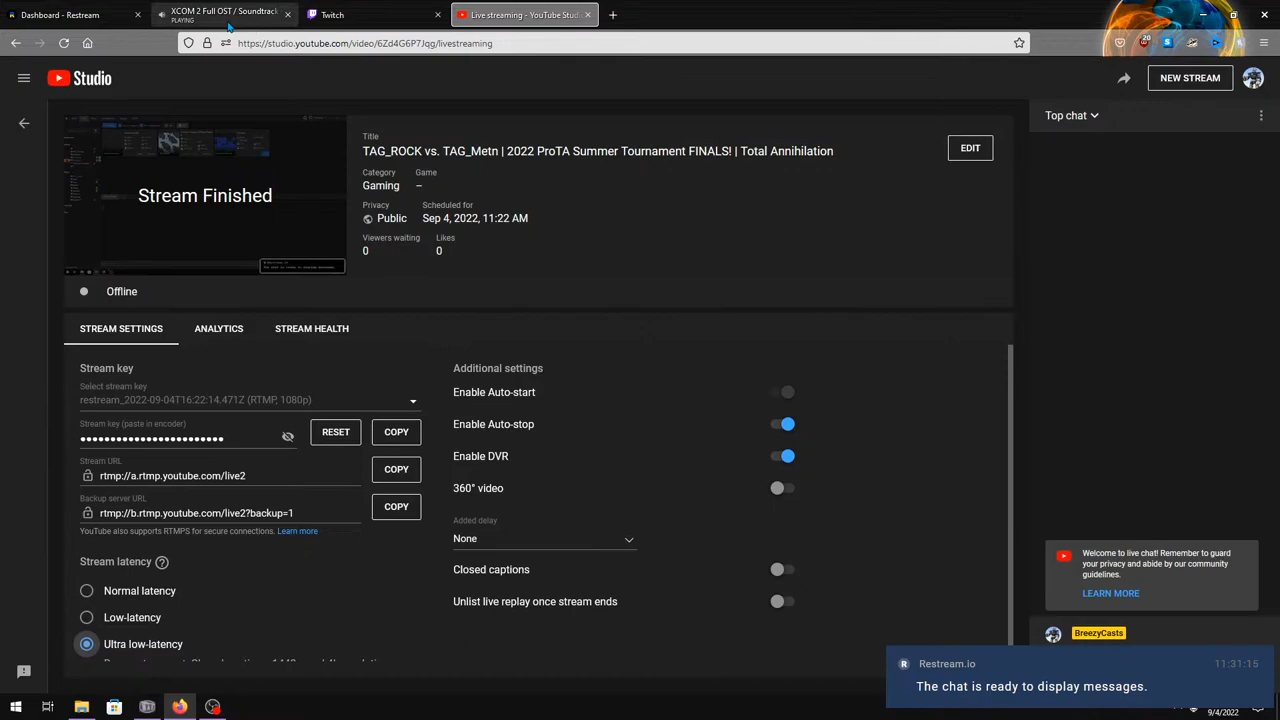 Dashboard - Restream
XCOM 2 Full OST / Soundtrack
PLAYING
Twitch
Live streaming - YouTube Studi
https://studio.youtube.com/video/6Zd4G6P7Jqg/livestreaming
20
Studio
NEW STREAM
Stream Finished
Title
TAG_ROCK vs. TAG_Metn | 2022 ProTA Summer Tournament FINALS! | Total Annihilation
EDIT
Category
Game
Gaming
–
Privacy
Scheduled for
Public
Sep 4, 2022, 11:22 AM
Viewers waiting
Likes
0
0
Offline
Top chat
STREAM SETTINGS
ANALYTICS
STREAM HEALTH
Stream key
Select stream key
restream_2022-09-04T16:22:14.471Z (RTMP, 1080p)
Stream key (paste in encoder)
RESET
COPY
Stream URL
rtmp://a.rtmp.youtube.com/live2
COPY
Backup server URL
rtmp://b.rtmp.youtube.com/live2?backup=1
COPY
YouTube also supports RTMPS for secure connections. Learn more
Stream latency
Normal latency
Low-latency
Ultra low-latency
Additional settings
Enable Auto-start
Enable Auto-stop
Enable DVR
360° video
Added delay
None
Closed captions
Unlist live replay once stream ends
Welcome to live chat! Remember to guard
your privacy and abide by our community
guidelines.
LEARN MORE
BreezyCasts
Restream.io
11:31:15
The chat is ready to display messages.
9/4/2022